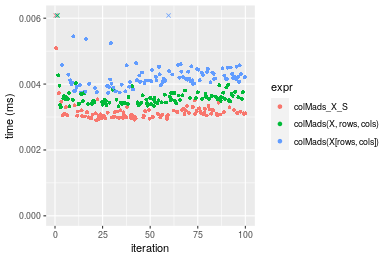 0.006
0.004
0.002
0.000
time (ms)
0
25
50
75
100
iteration
expr
colMads_X_S
colMads(X, rows, cols)
colMads(X[rows, cols])